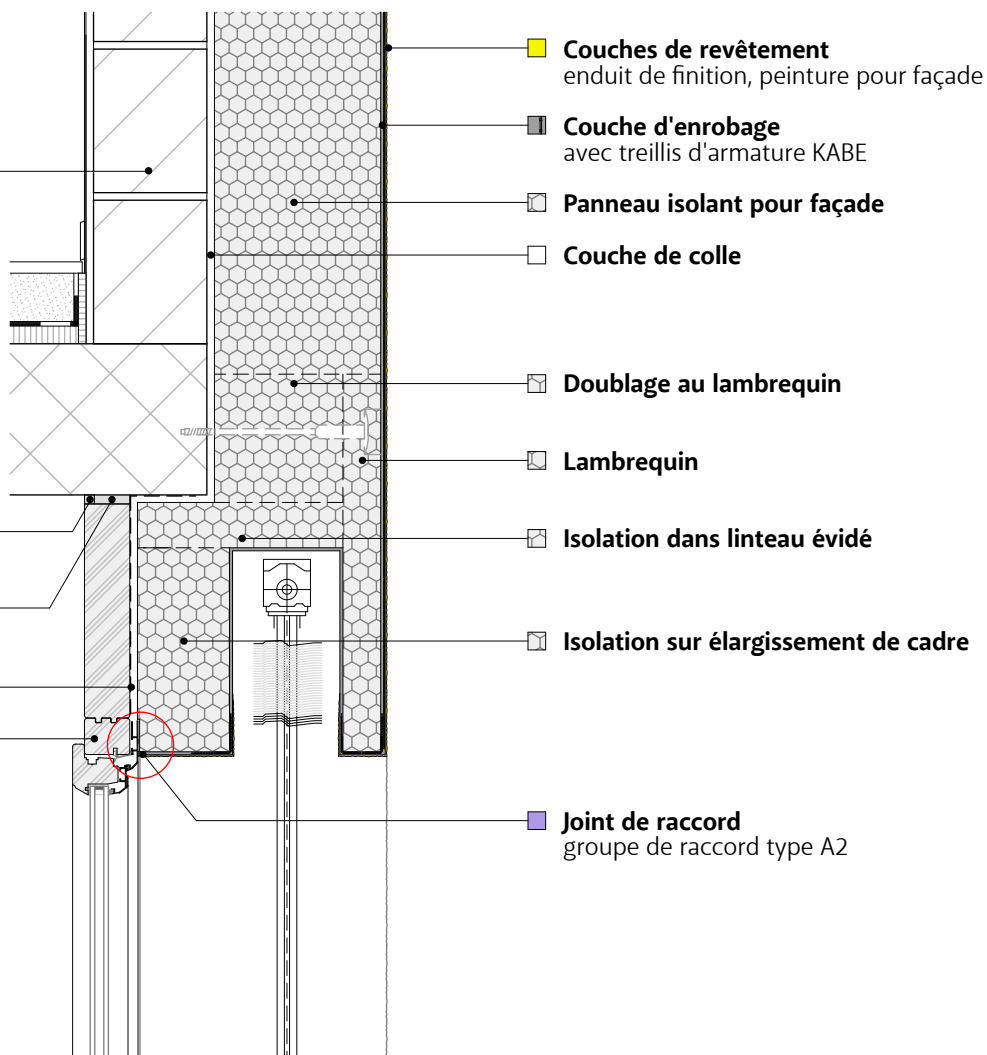 Couches de revêtement
enduit de finition, peinture pour façade
Couche d'enrobage
avec treillis d'armature KABE
Panneau isolant pour façade
Couche de colle
Doublage au lambrequin
Lambrequin
Isolation dans linteau évidé
Isolation sur élargissement de cadre
Joint de raccord
groupe de raccord type A2